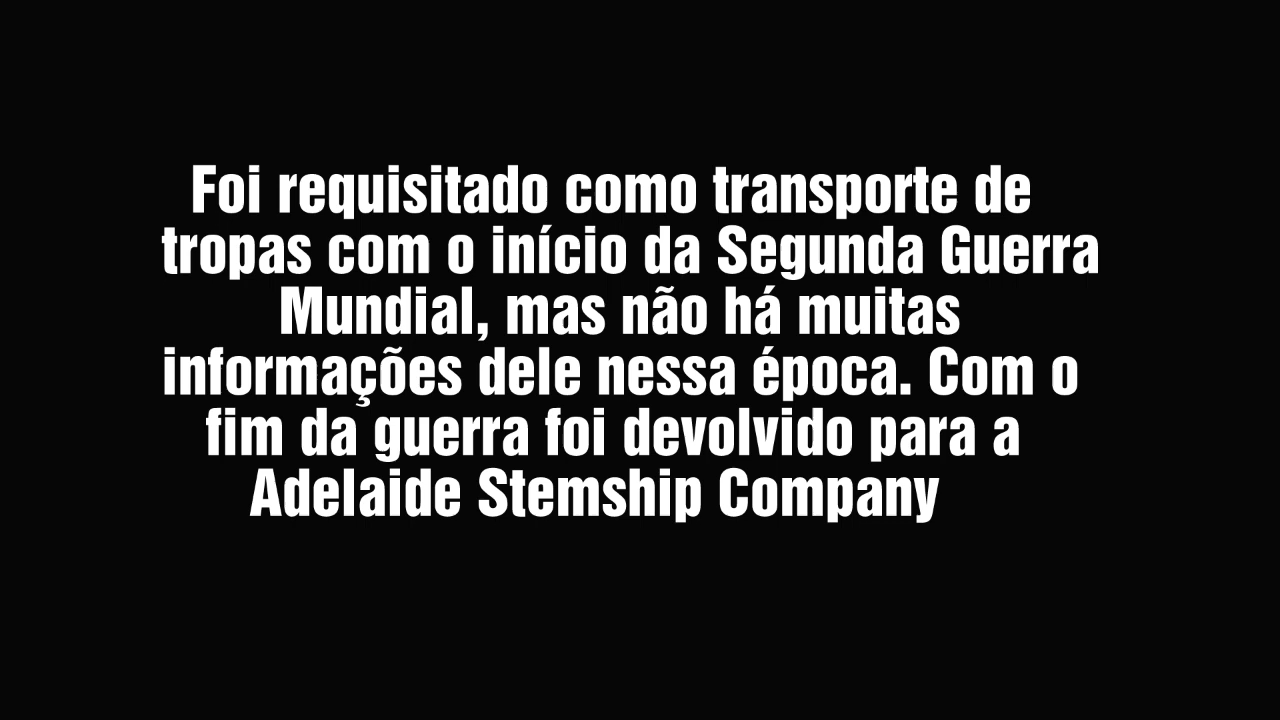 Foi requisitado como transporte de
tropas com o início da Segunda Guerra
Mundial, mas não há muitas
informações dele nessa época. Com o
fim da guerra foi devolvido para a
Adelaide Stemship Company